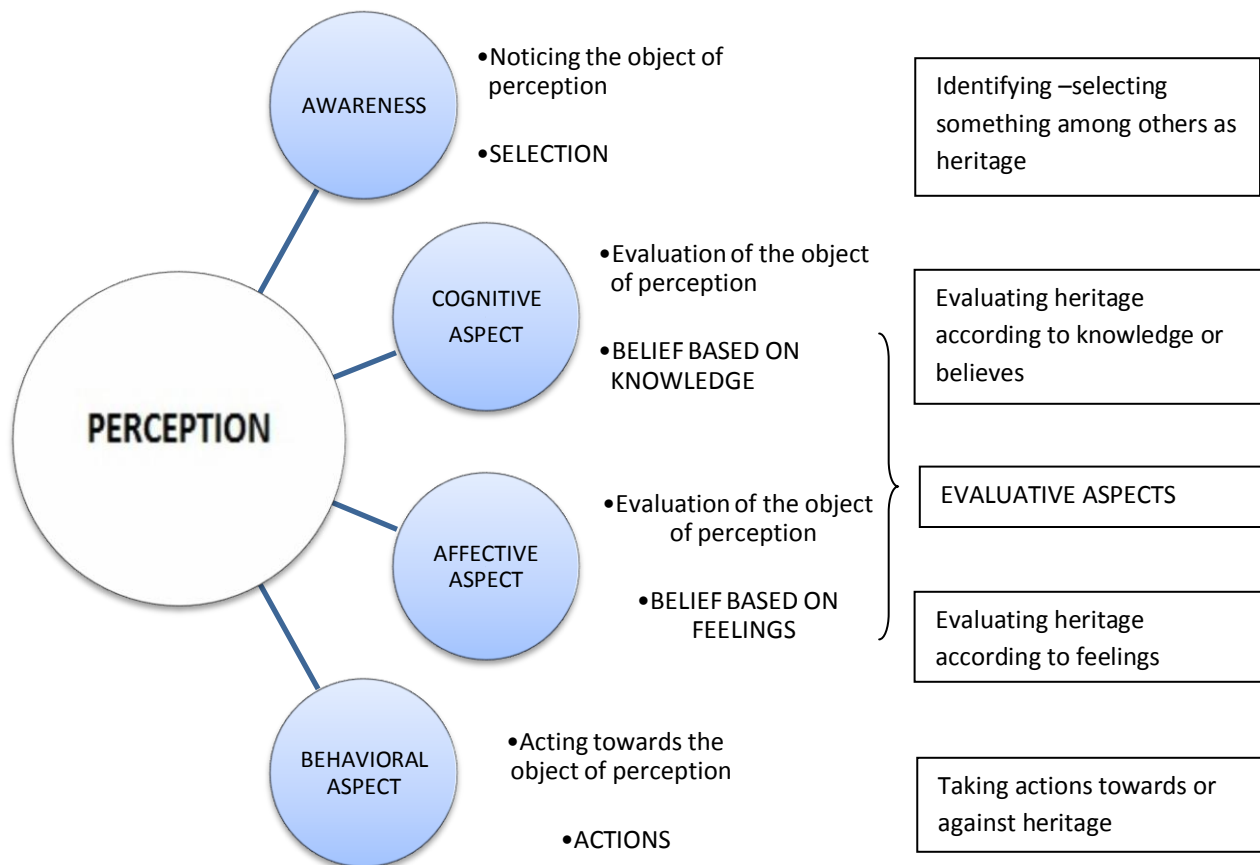 AWARENESS
•Noticing the object of
perception
•SELECTION
Identifying –selecting
something among others as
heritage
PERCEPTION
COGNITIVE
ASPECT
•Evaluation of the object
of perception
•BELIEF BASED ON
KNOWLEDGE
Evaluating heritage
according to knowledge or
believes
EVALUATIVE ASPECTS
AFFECTIVE
ASPECT
•Evaluation of the object
of perception
•BELIEF BASED ON
FEELINGS
Evaluating heritage
according to feelings
BEHAVIORAL
ASPECT
•Acting towards the
object of perception
•ACTIONS
Taking actions towards or
against heritage